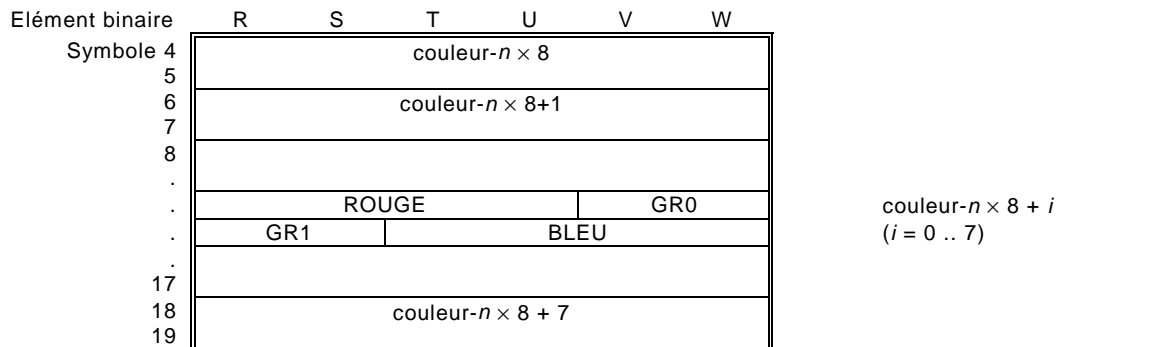 Elément binaire R S T U V W
Symbole 4 couleur-n × 8
5
6 couleur-n × 8+1
7
8
.
. ROUGE GR0 couleur-n × 8 + i
. GR1 BLEU (i = 0 .. 7)
.
17
18 couleur-n × 8 + 7
19